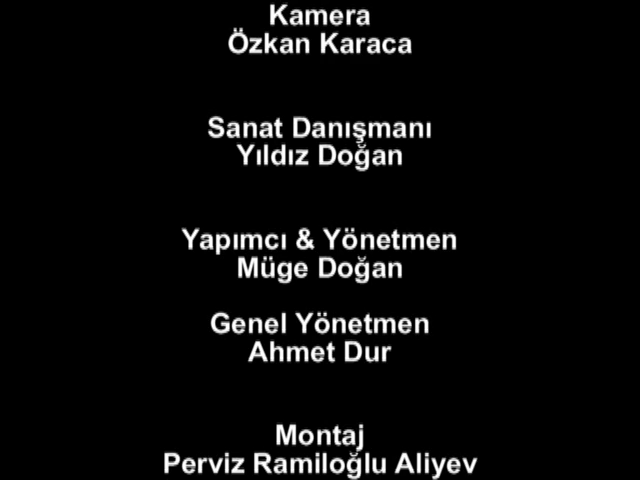 Kamera
Özkan Karaca
Sanat Danışmanı
Yıldız Doğan
Yapımcı & Yönetmen
Müge Doğan
Genel Yönetmen
Ahmet Dur
Montaj
Perviz Ramiloğlu Aliyev